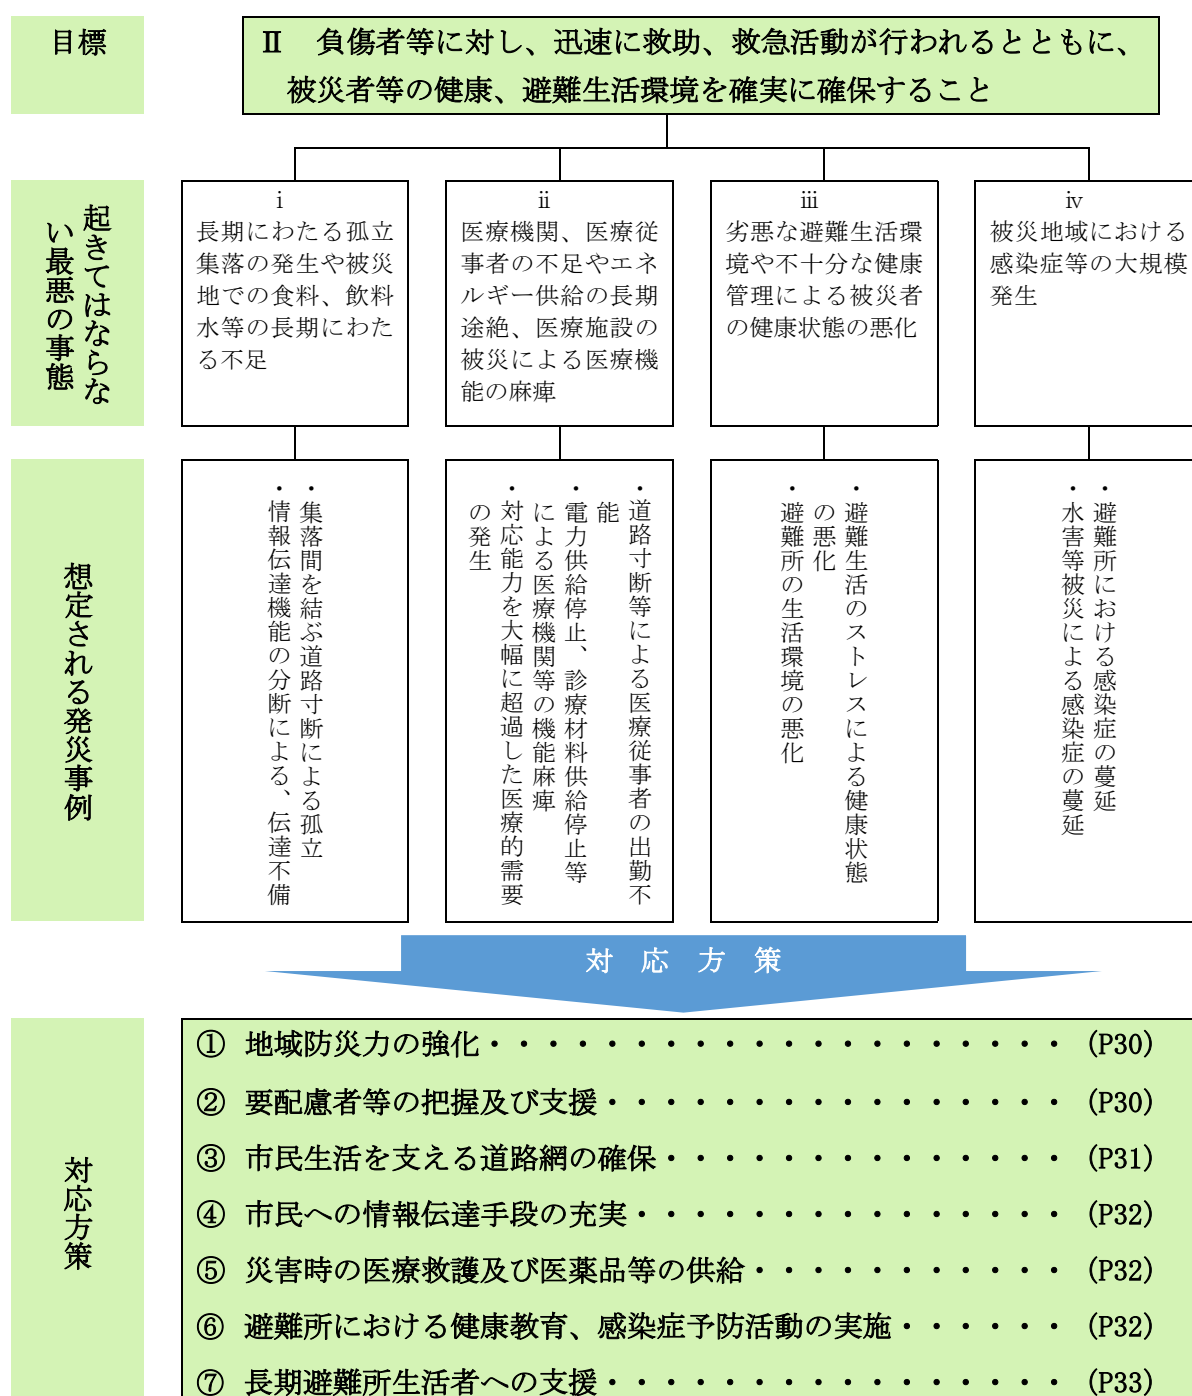 目標
Ⅱ　負傷者等に対し、迅速に救助、救急活動が行われるとともに、
被災者等の健康、避難生活環境を確実に確保すること
起きてはならな
い最悪の事態
ⅰ
長期にわたる孤立
集落の発生や被災
地での食料、飲料
水等の長期にわた
る不足
ⅱ
医療機関、医療従
事者の不足やエネ
ルギー供給の長期
途絶、医療施設の
被災による医療機
能の麻痺
ⅲ
劣悪な避難生活環
境や不十分な健康
管理による被災者
の健康状態の悪化
ⅳ
被災地域における
感染症等の大規模
発生
想定される発災事例
・集落間を結ぶ道路寸断による孤立
・情報伝達機能の分断による、伝達不備
・道路寸断等による医療従事者の出勤不
能
・電力供給停止、診療材料供給停止等
による医療機関等の機能麻痺
・対応能力を大幅に超過した医療的需要
の発生
・避難生活のストレスによる健康状態
の悪化
・避難所の生活環境の悪化
・避難所における感染症の蔓延
・水害等被災による感染症の蔓延
対　応　方　策
対応方策
① 地域防災力の強化・・・・・・・・・・・・・・・・・・・・（P30）
② 要配慮者等の把握及び支援・・・・・・・・・・・・・・・・（P30）
③ 市民生活を支える道路網の確保・・・・・・・・・・・・・・（P31）
④ 市民への情報伝達手段の充実・・・・・・・・・・・・・・・（P32）
⑤ 災害時の医療救護及び医薬品等の供給・・・・・・・・・・・（P32）
⑥ 避難所における健康教育、感染症予防活動の実施・・・・・・（P32）
⑦ 長期避難所生活者への支援・・・・・・・・・・・・・・・・（P33）